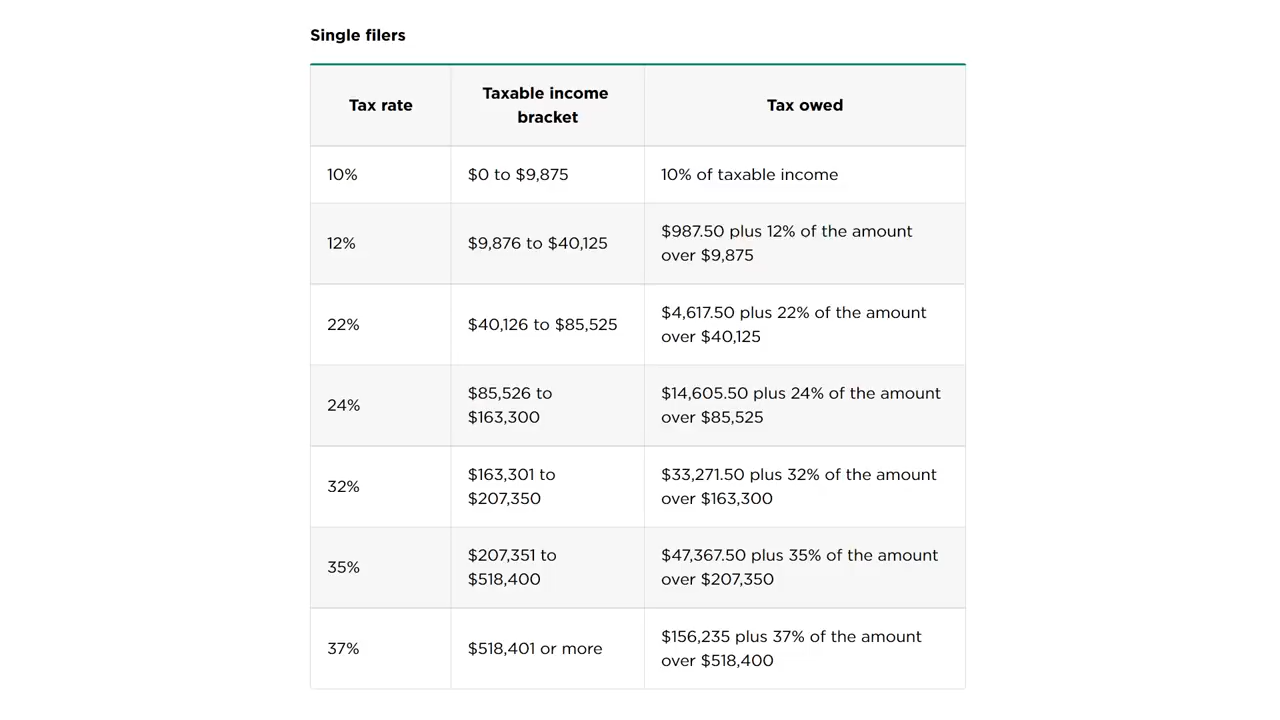 Single filers
Tax rate
Taxable income
bracket
Tax owed
10%
$0 to $9,875
10% of taxable income
12%
$9,876 to $40,125
$987.50 plus 12% of the amount
over $9,875
22%
$40,126 to $85,525
$4,617.50 plus 22% of the amount
over $40,125
24%
$85,526 to
$163,300
$14,605.50 plus 24% of the amount
over $85,525
32%
$163,301 to
$207,350
$33,271.50 plus 32% of the amount
over $163,300
35%
$207,351 to
$518,400
$47,367.50 plus 35% of the amount
over $207,350
37%
$518,401 or more
$156,235 plus 37% of the amount
over $518,400